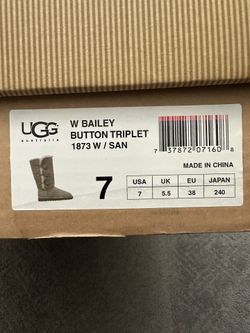 UGG
australia
W BAILEY
BUTTON TRIPLET
1873 W / SAN
7 37872 07160 8
MADE IN CHINA
7
USA UK EU JAPAN
7 5.5 38 240